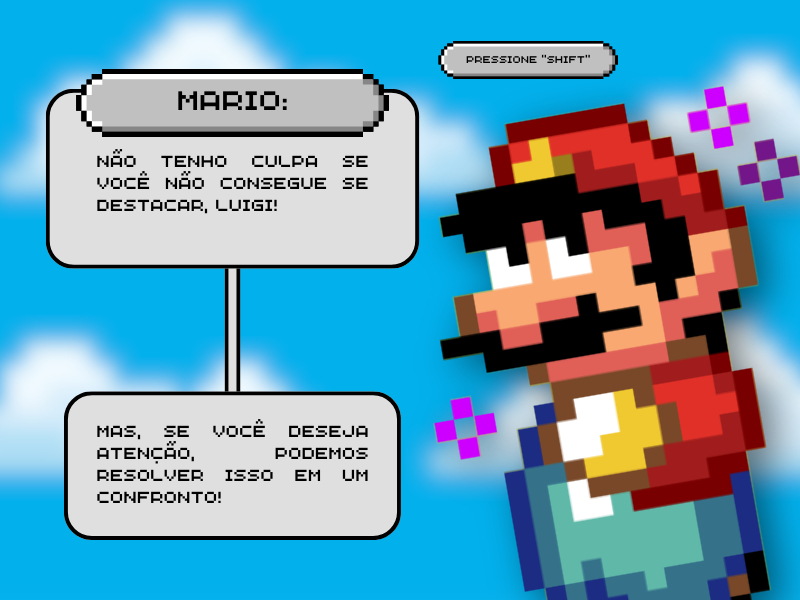 PRESSIONE "SHIFT"
MARIO:
NÃO TENHO CULPA SE
VOCÊ NÃO CONSEGUE SE
DESTACAR, LUIGI!
MAS, SE VOCÊ DESEJA
ATENÇÃO, PODEMOS
RESOLVER ISSO EM UM
CONFRONTO!